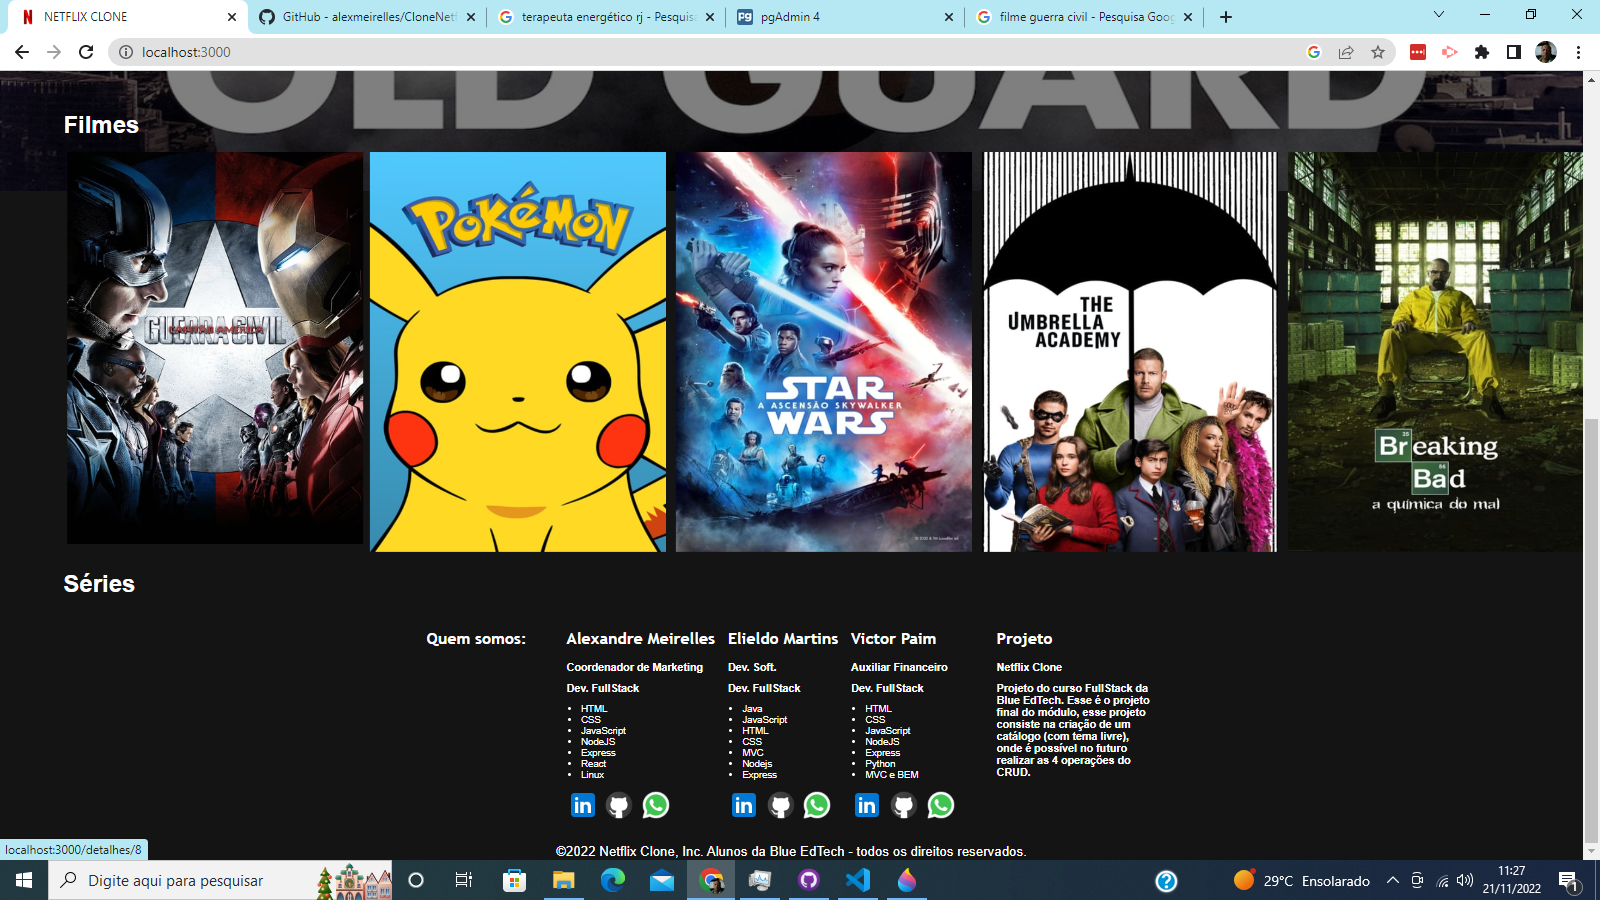 NETFLIX CLONE
GitHub - alexmeirelles/CloneNetf
terapeuta energético rj - Pesquisa
pgAdmin 4
filme guerra civil - Pesquisa Goog
localhost:3000
OLD GUARD
Filmes
GUERRA CIVIL
CAPITÃO AMÉRICA
POKéMON
STAR
A ASCENSÃO SKYWALKER
WARS
THE
UMBRELLA
ACADEMY
Breaking
Bad
a química do mal
Séries
Quem somos:
Alexandre Meirelles
Coordenador de Marketing
Dev. FullStack
HTML
CSS
JavaScript
NodeJS
Express
React
Linux
Elieldo Martins
Dev. Soft.
Dev. FullStack
Java
JavaScript
HTML
CSS
MVC
Nodejs
Express
Victor Paim
Auxiliar Financeiro
Dev. FullStack
HTML
CSS
JavaScript
NodeJS
Express
Python
MVC e BEM
Projeto
Netflix Clone
Projeto do curso FullStack da
Blue EdTech. Esse é o projeto
final do módulo, esse projeto
consiste na criação de um
catálogo (com tema livre),
onde é possível no futuro
realizar as 4 operações do
CRUD.
©2022 Netflix Clone, Inc. Alunos da Blue EdTech - todos os direitos reservados.
localhost:3000/detalhes/8
Digite aqui para pesquisar
29°C Ensolarado
11:27
21/11/2022
1